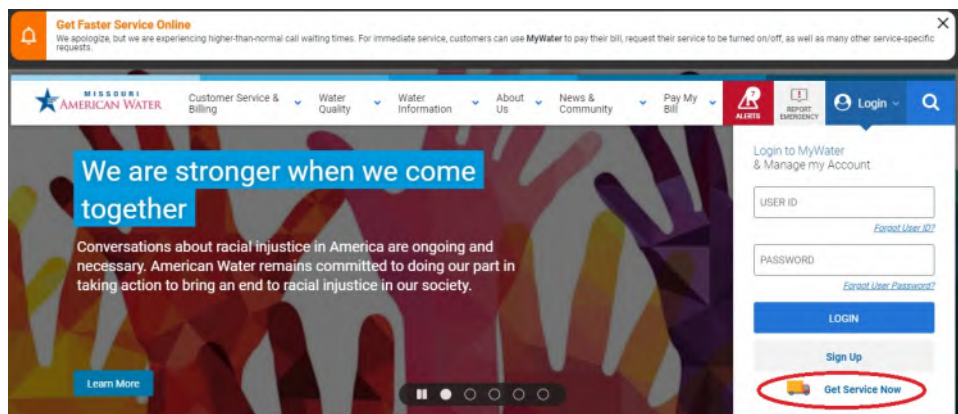 Get Faster Service Online
We apologize, but we are experiencing higher-than-normal call waiting times. For immediate service, customers can use MyWater to pay their bill, request their service to be turned on/off, as well as many other service-specific
requests.
MISSOURI
AMERICAN WATER
Customer Service &
Billing
Water
Quality
Water
Information
About
Us
News &
Community
Pay My
Bill
7
ALERTS
REPORT
EMERGENCY
Login
Login to MyWater
& Manage my Account
USER ID
Forgot User ID?
PASSWORD
Forgot User Password?
LOGIN
Sign Up
Get Service Now
We are stronger when we come
together
Conversations about racial injustice in America are ongoing and
necessary. American Water remains committed to doing our part in
taking action to bring an end to racial injustice in our society.
Learn More